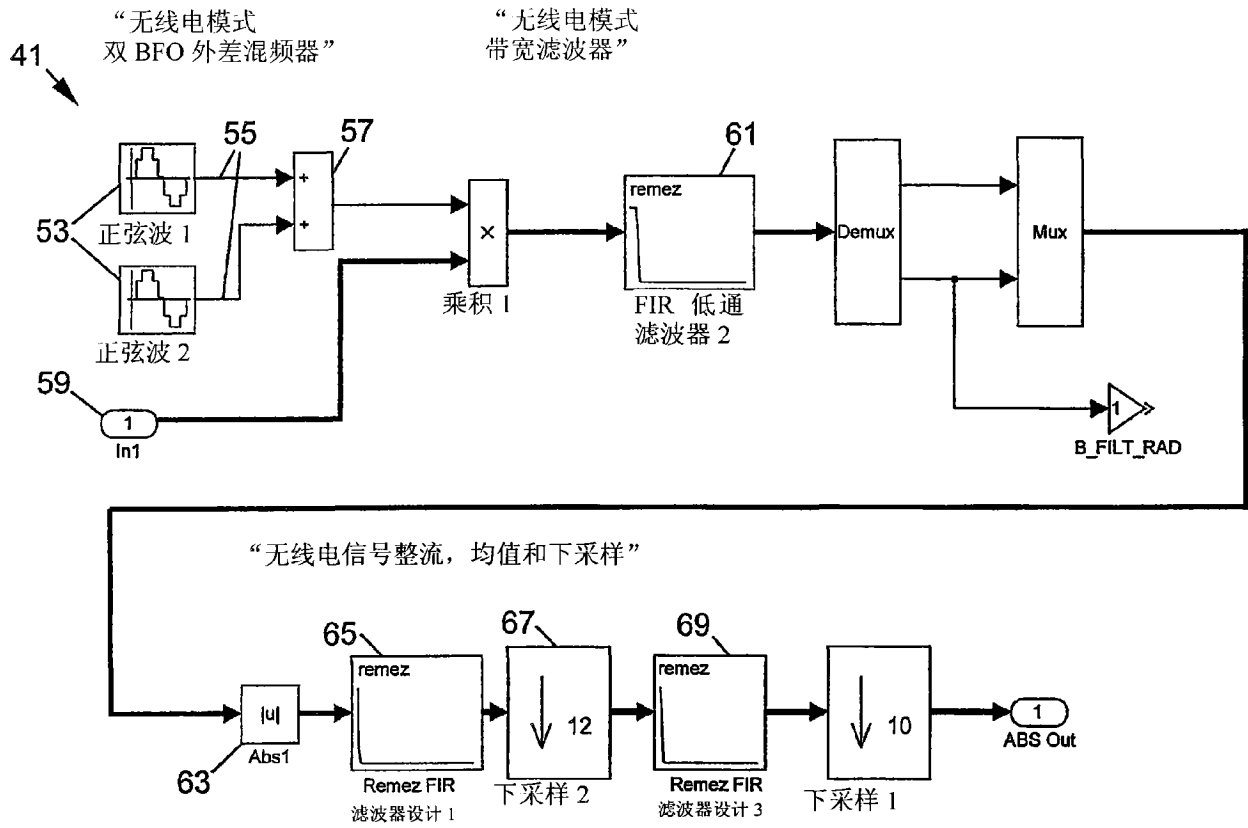 “无线电模式
双 BFO 外差混频器”
“无线电模式
带宽滤波器”
41
55
57
61
+
+
53
正弦波 1
正弦波 2
×
乘积 1
remez
FIR 低通
滤波器 2
Demux
Mux
59
1
In1
1
B_FILT_RAD
“无线电信号整流，均值和下采样”
65
67
69
|u|
Abs1
63
remez
Remez FIR
滤波器设计 1
12
下采样 2
remez
Remez FIR
滤波器设计 3
10
下采样 1
1
ABS Out